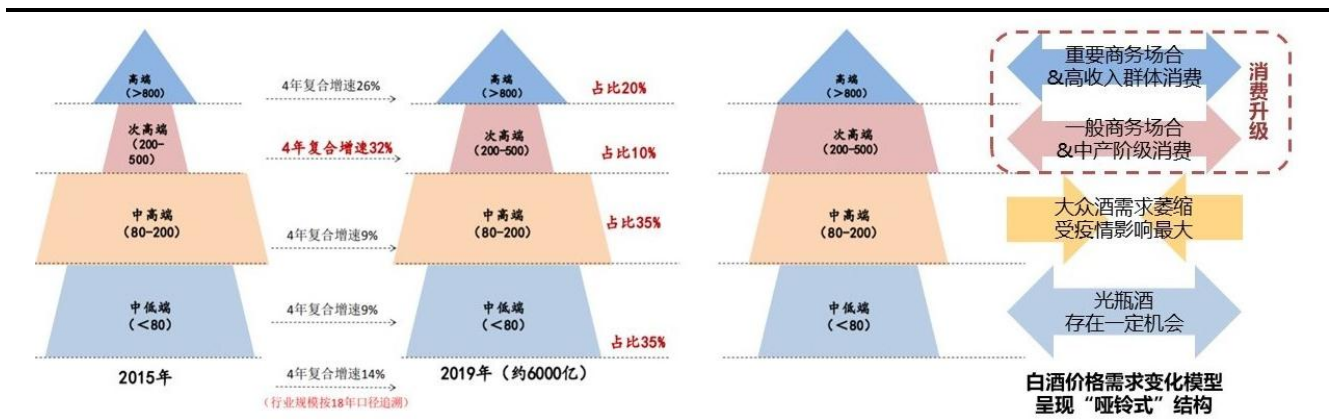 高端
(>800)
次高端
(200-
500)
中高端
(80-200)
中低端
(<80)
2015年
4年复合增速26%
4年复合增速32%
4年复合增速9%
4年复合增速9%
4年复合增速14%
(行业规模按18年口径追溯)
高端
(>800)
次高端
(200-500)
中高端
(80-200)
中低端
(<80)
2019年(约6000亿)
占比20%
占比10%
占比35%
占比35%
高端
(>800)
次高端
(200-500)
中高端
(80-200)
中低端
(<80)
重要商务场合
&高收入群体消费
一般商务场合
&中产阶级消费
消费升级
大众酒需求萎缩
受疫情影响最大
光瓶酒
存在一定机会
白酒价格需求变化模型
呈现“哑铃式”结构